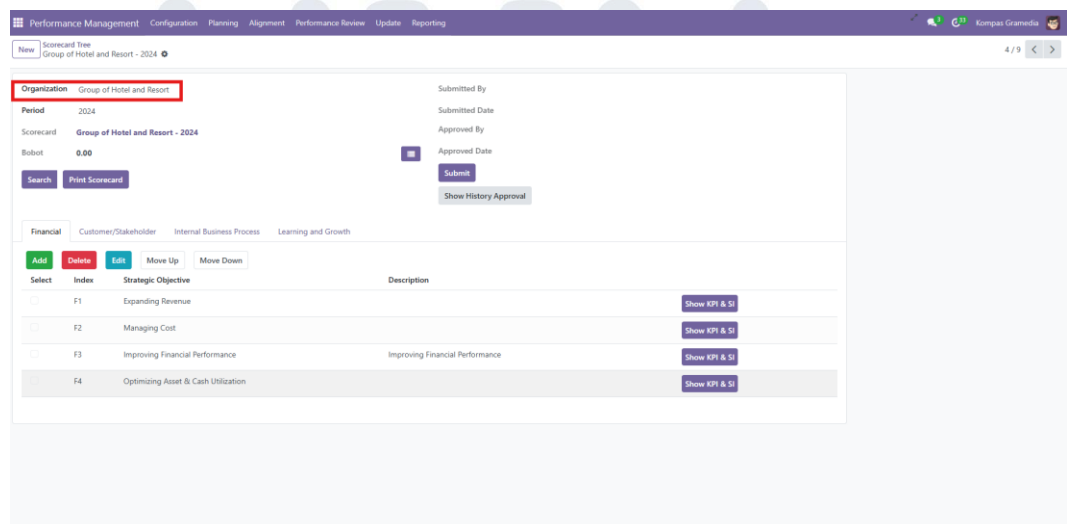 Performance Management Configuration Planning Alignment Performance Review Update Reporting 3 33 Kompas Gramedia
New Scorecard Tree
Group of Hotel and Resort - 2024
4 / 9
Organization Group of Hotel and Resort Submitted By
Period 2024 Submitted Date
Scorecard Group of Hotel and Resort - 2024 Approved By
Bobot 0.00 Approved Date
Search Print Scorecard Submit
Show History Approval
Financial Customer/Stakeholder Internal Business Process Learning and Growth
Add Delete Edit Move Up Move Down
Select Index Strategic Objective Description
F1 Expanding Revenue Show KPI & SI
F2 Managing Cost Show KPI & SI
F3 Improving Financial Performance Improving Financial Performance Show KPI & SI
F4 Optimizing Asset & Cash Utilization Show KPI & SI